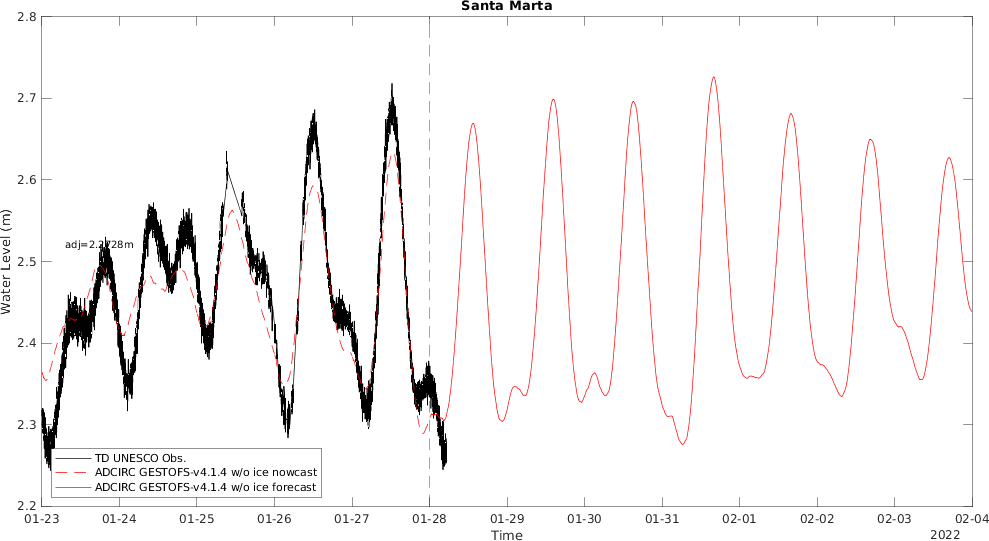 Santa Marta
2.8
2.7
2.6
2.5
2.4
2.3
2.2
Water Level (m)
adj=2.2728m
TD UNESCO Obs.
ADCIRC GESTOFS-v4.1.4 w/o ice nowcast
ADCIRC GESTOFS-v4.1.4 w/o ice forecast
01-23 01-24 01-25 01-26 01-27 01-28 01-29 01-30 01-31 02-01 02-02 02-03 02-04
Time
2022